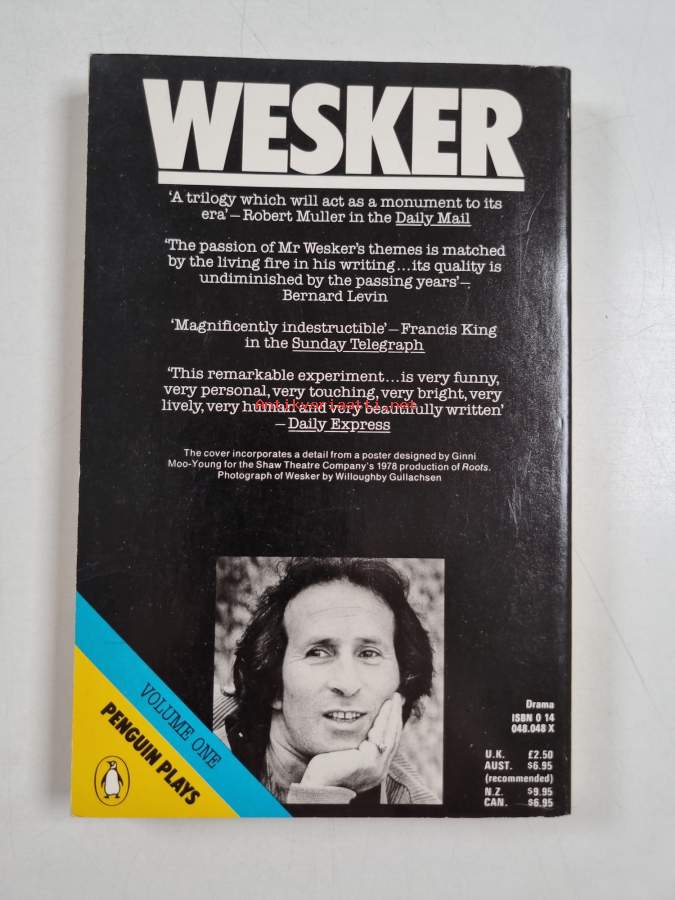 WESKER
‘A trilogy which will act as a monument to its
era’—Robert Muller in the Daily Mail
‘The passion of Mr Wesker’s themes is matched
by the living fire in his writing...its quality is
undiminished by the passing years’—
Bernard Levin
‘Magnificently indestructible’—Francis King
in the Sunday Telegraph
‘This remarkable experiment...is very funny,
very personal, very touching, very bright, very
lively, very human and very beautifully written’
—Daily Express
The cover incorporates a detail from a poster designed by Ginni
Moo-Young for the Shaw Theatre Company’s 1978 production of Roots.
Photograph of Wesker by Willoughby Gullachsen
VOLUME ONE
PENGUIN PLAYS
Drama
ISBN 0 14
048.048 X
U.K. £2.50
AUST. $6.95
(recommended)
N.Z. $9.95
CAN. $6.95